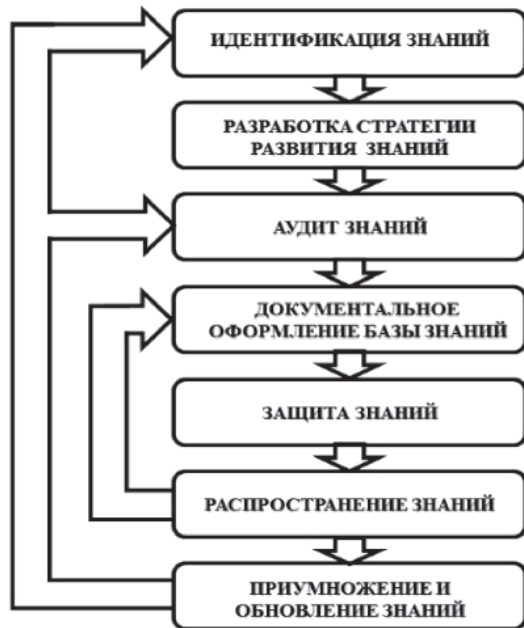 ИДЕНТИФИКАЦИЯ ЗНАНИЙ
РАЗРАБОТКА СТРАТЕГИИ
РАЗВИТИЯ ЗНАНИЙ
АУДИТ ЗНАНИЙ
ДОКУМЕНТАЛЬНОЕ
ОФОРМЛЕНИЕ БАЗЫ ЗНАНИЙ
ЗАЩИТА ЗНАНИЙ
РАСПРОСТРАНЕНИЕ ЗНАНИЙ
ПРИУМНОЖЕНИЕ И
ОБНОВЛЕНИЕ ЗНАНИЙ